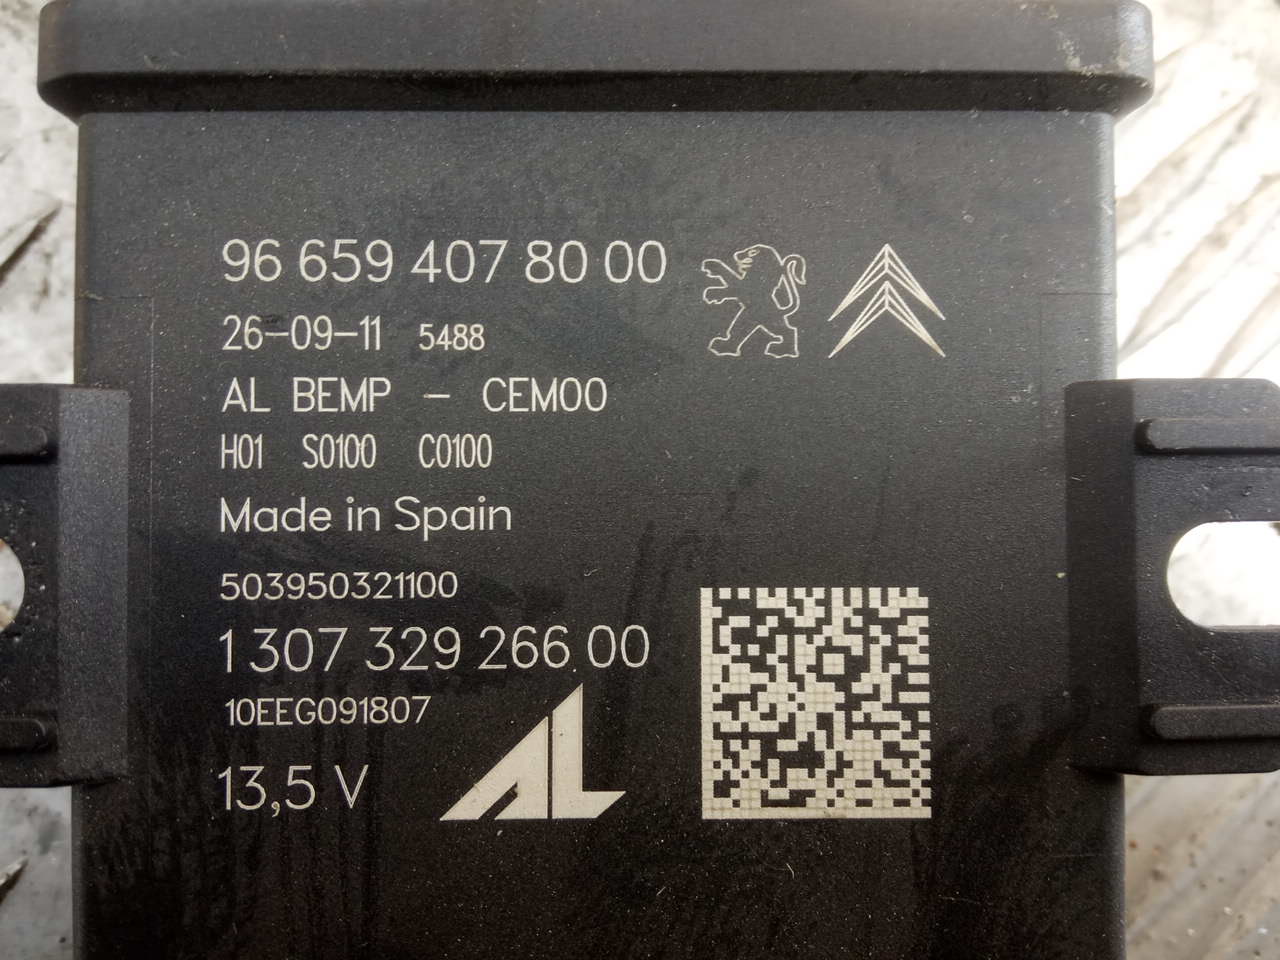 96 659 407 80 00
26-09-11 5488
AL BEMP - CEM00
H01 S0100 C0100
Made in Spain
503950321100
1 307 329 266 00
10EEG091807
13,5 V
AL